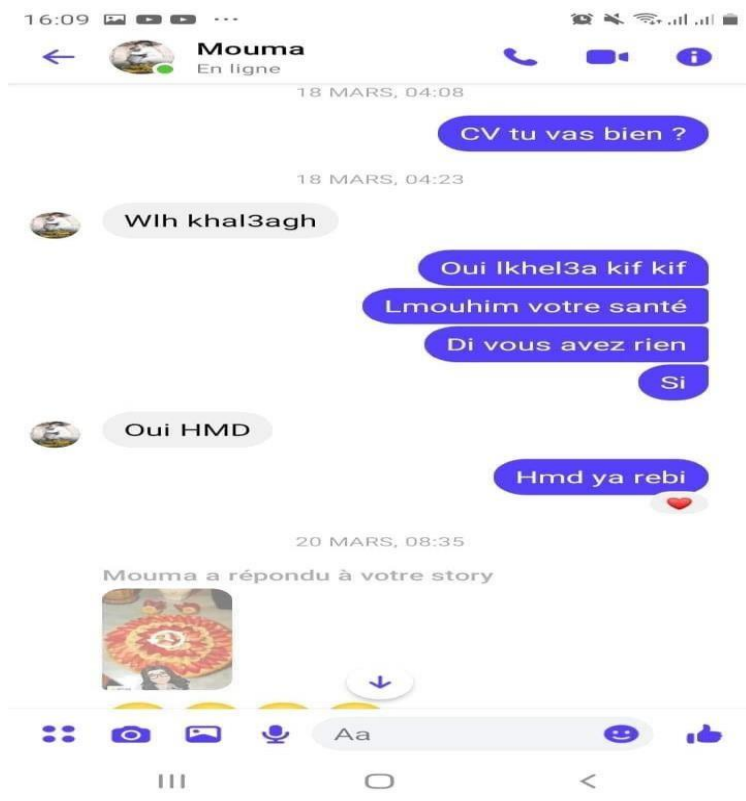 16:09
Mouma
En ligne
18 MARS, 04:08
CV tu vas bien ?
18 MARS, 04:23
Wlh khal3agh
Oui lkhel3a kif kif
Lmouhim votre santé
Di vous avez rien
Si
Oui HMD
Hmd ya rebi
20 MARS, 08:35
Mouma a répondu à votre story
Aa